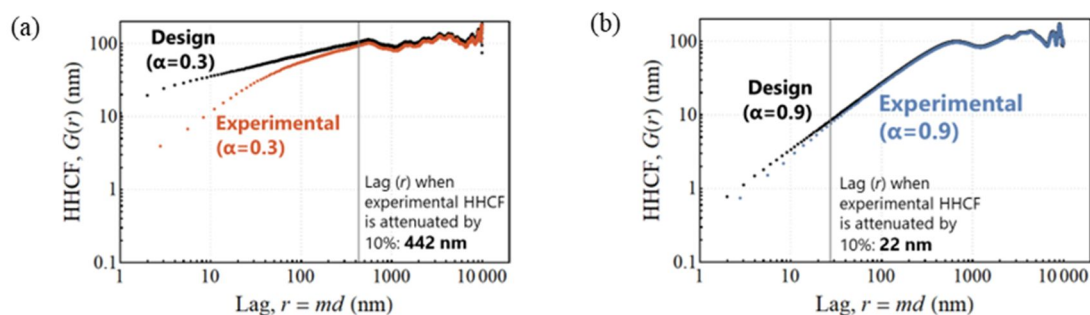 (a)
HHCF, G(r) (nm)
100
10
1
0.1
Design
(α=0.3)
Experimental
(α=0.3)
Lag (r) when
experimental HHCF
is attenuated by
10%: 442 nm
1
10
100
1000
10 000
Lag, r = md (nm)
(b)
HHCF, G(r) (nm)
100
10
1
0.1
Design
(α=0.9)
Experimental
(α=0.9)
Lag (r) when
experimental HHCF
is attenuated by
10%: 22 nm
1
10
100
1000
10 000
Lag, r = md (nm)